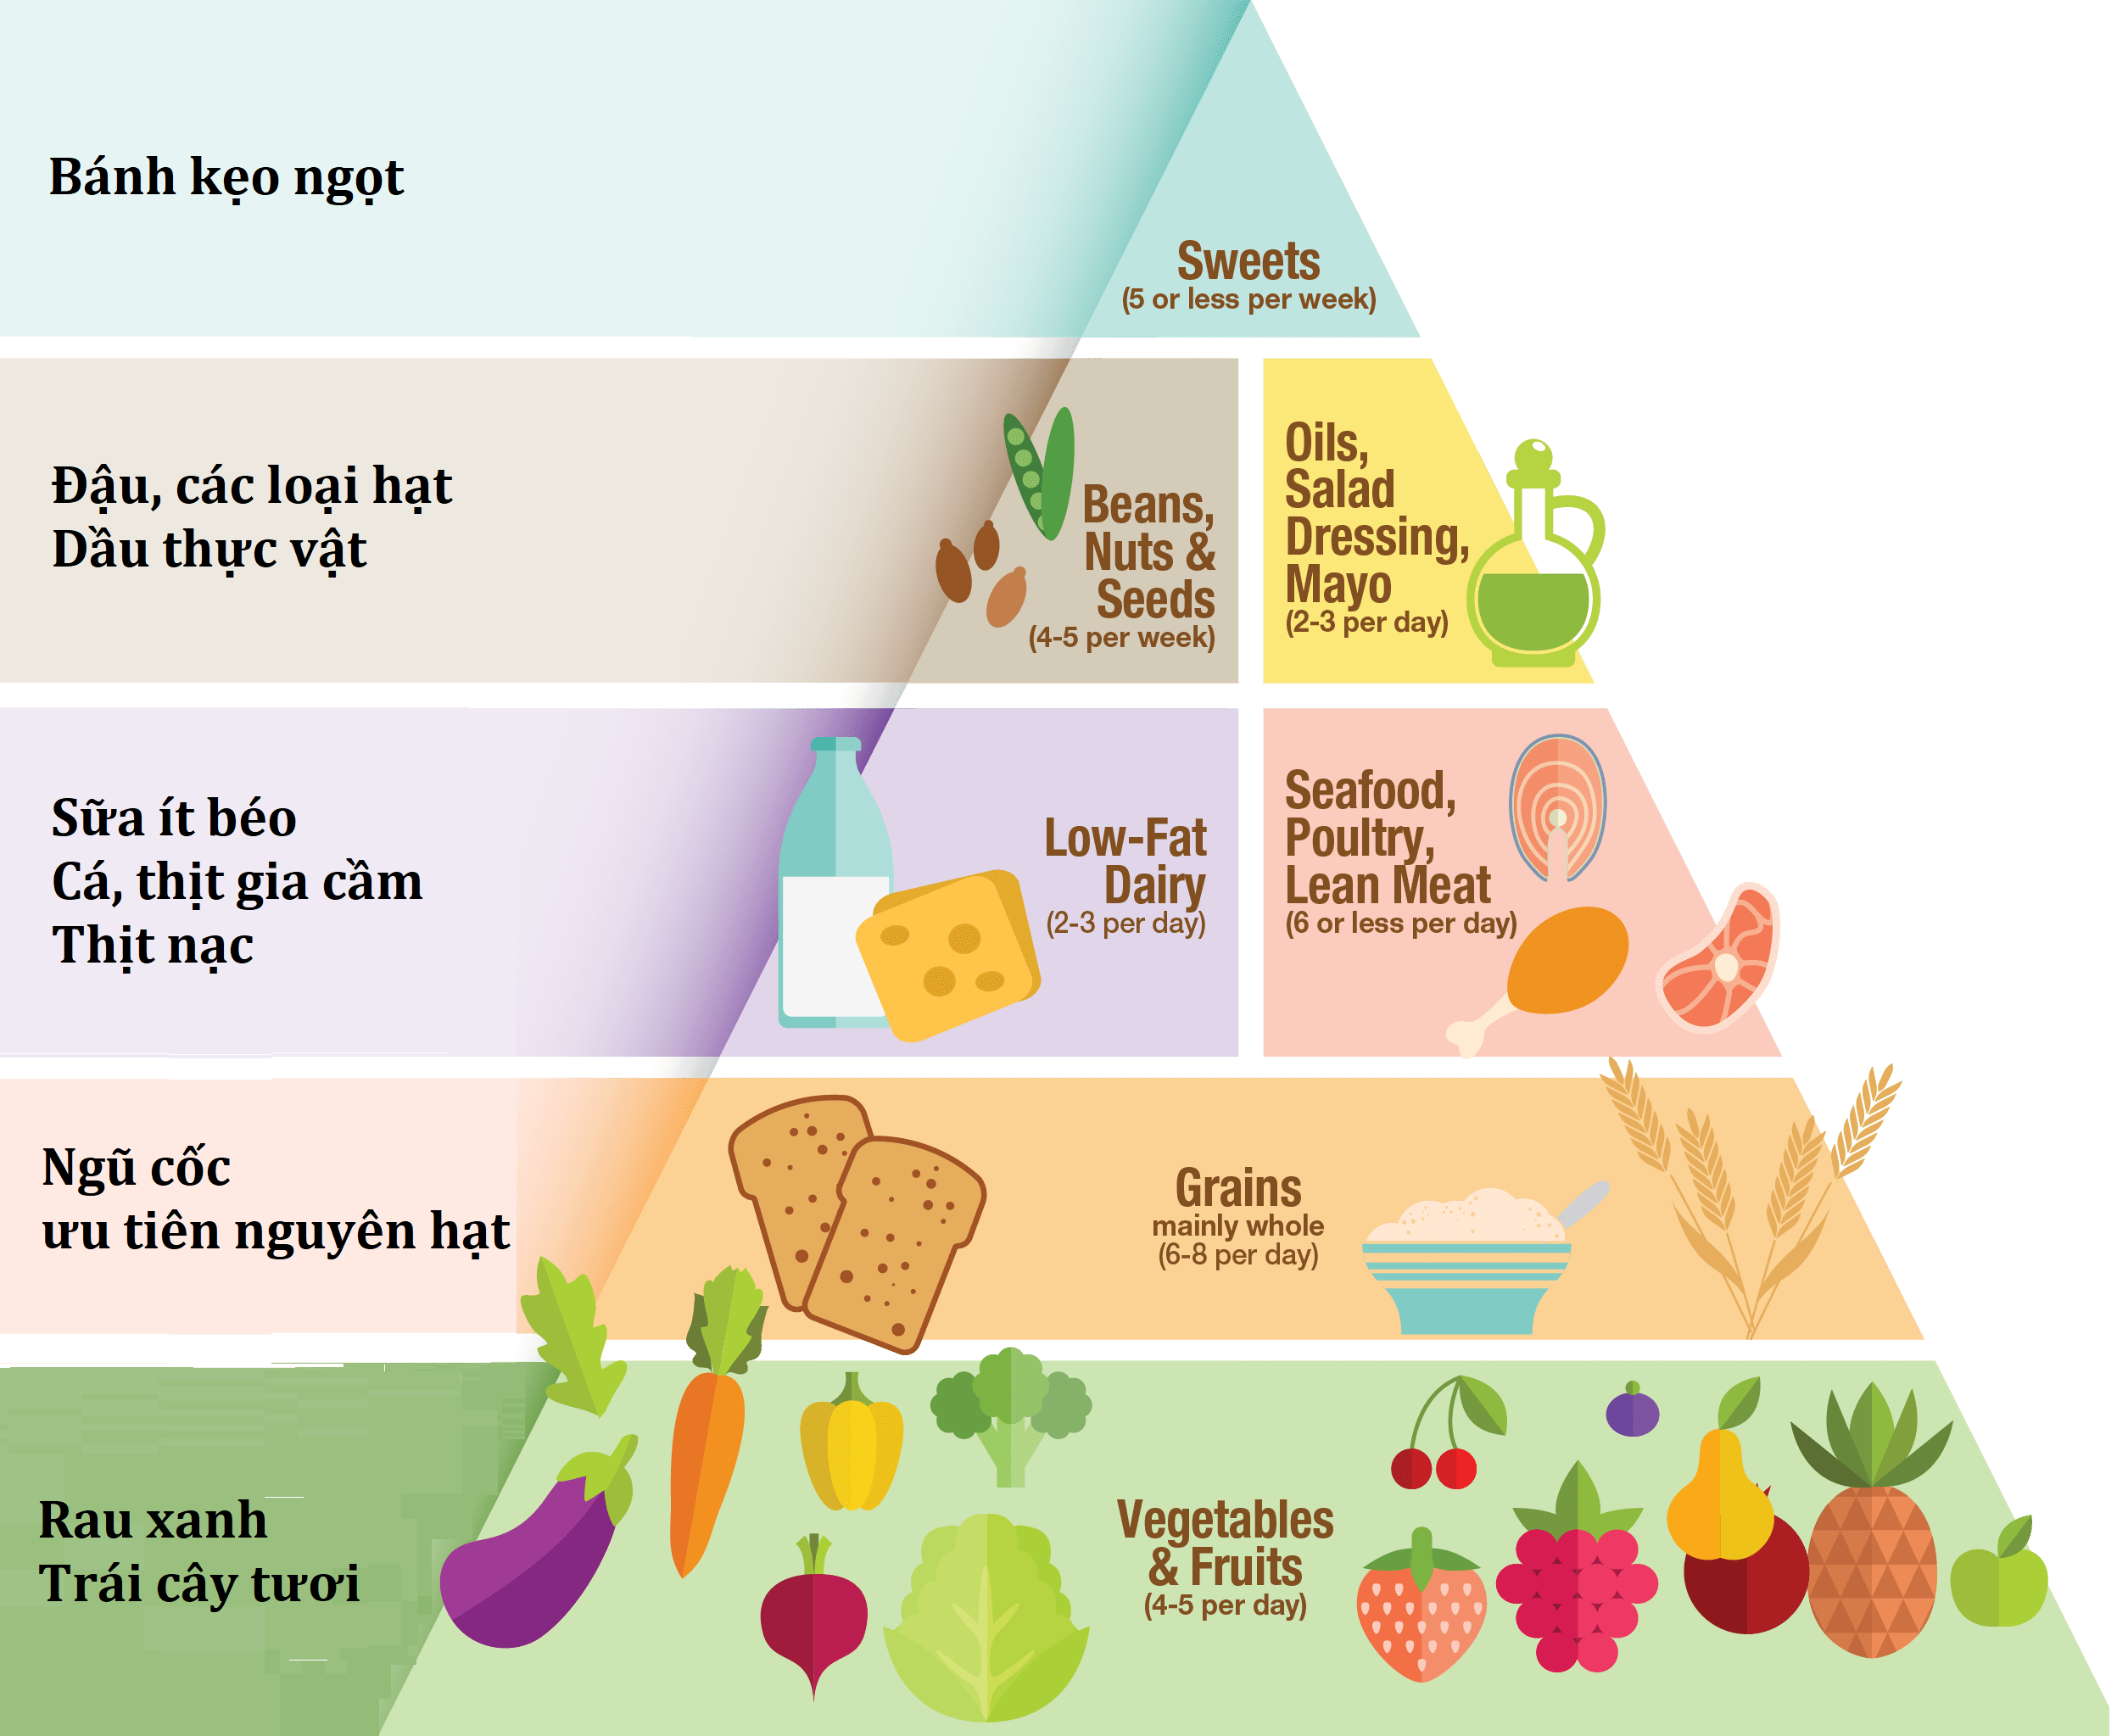 Bánh kẹo ngọt
Sweets
(5 or less per week)
Đậu, các loại hạt
Dầu thực vật
Beans,
Nuts &
Seeds
(4-5 per week)
Oils,
Salad
Dressing,
Mayo
(2-3 per day)
Sữa ít béo
Cá, thịt gia cầm
Thịt nạc
Low-Fat
Dairy
(2-3 per day)
Seafood,
Poultry,
Lean Meat
(6 or less per day)
Ngũ cốc
ưu tiên nguyên hạt
Grains
mainly whole
(6-8 per day)
Rau xanh
Trái cây tươi
Vegetables
& Fruits
(4-5 per day)